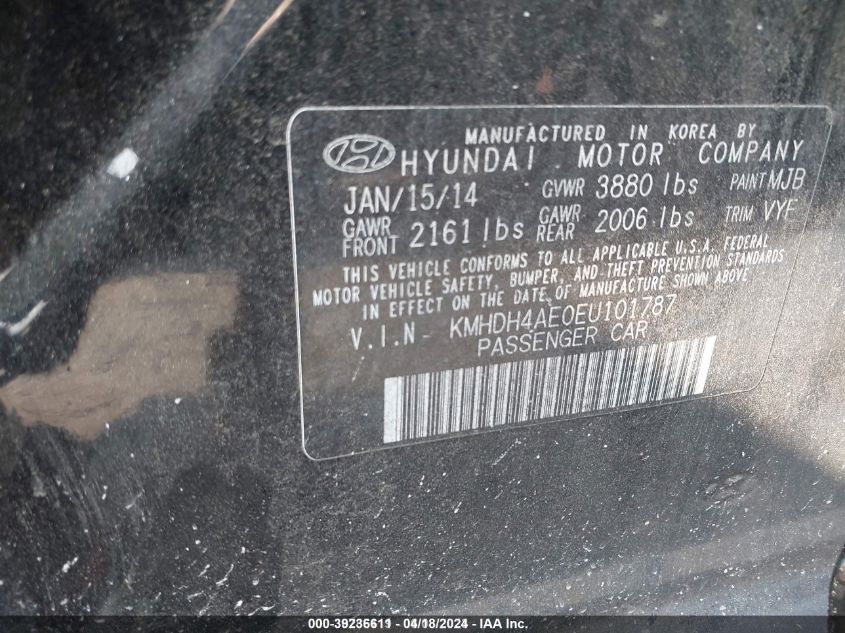 MANUFACTURED IN KOREA BY
HYUNDAI MOTOR COMPANY
JAN/15/14 GVWR 3880 lbs PAINT MJB
GAWR FRONT 2161 lbs GAWR REAR 2006 lbs TRIM VYF
THIS VEHICLE CONFORMS TO ALL APPLICABLE U.S.A. FEDERAL
MOTOR VEHICLE SAFETY, BUMPER, AND THEFT PREVENTION STANDARDS
IN EFFECT ON THE DATE OF MANUFACTURE SHOWN ABOVE
V.I.N- KMHDH4AE0EU101787
PASSENGER CAR
000-39236611 - 04/18/2024 - IAA Inc.